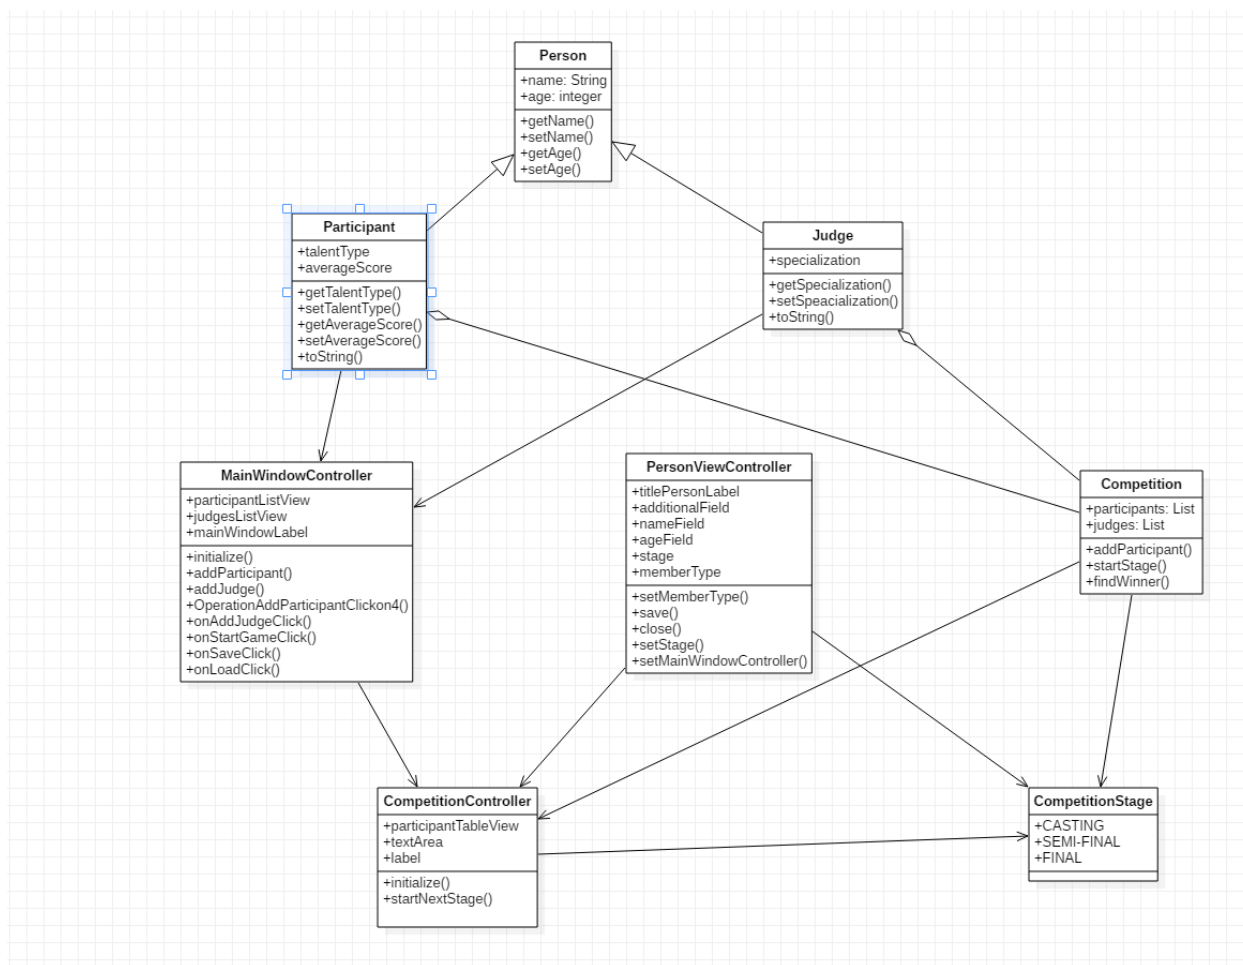 Person
+name: String
+age: integer
+getName()
+setName()
+getAge()
+setAge()
Participant
+talentType
+averageScore
+getTalentType()
+setTalentType()
+getAverageScore()
+setAverageScore()
+toString()
Judge
+specialization
+getSpecialization()
+setSpeacialization()
+toString()
MainWindowController
+participantListView
+judgesListView
+mainWindowLabel
+initialize()
+addParticipant()
+addJudge()
+OperationAddParticipantClickon4()
+onAddJudgeClick()
+onStartGameClick()
+onSaveClick()
+onLoadClick()
PersonViewController
+titlePersonLabel
+additionalField
+nameField
+ageField
+stage
+memberType
+setMemberType()
+save()
+close()
+setStage()
+setMainWindowController()
Competition
+participants: List
+judges: List
+addParticipant()
+startStage()
+findWinner()
CompetitionController
+participantTableView
+textArea
+label
+initialize()
+startNextStage()
CompetitionStage
+CASTING
+SEMI-FINAL
+FINAL